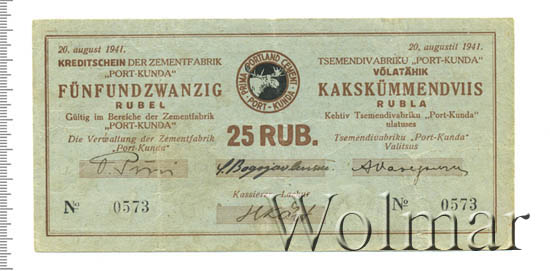 20. august 1941.
KREDITSCHEIN DER ZEMENTFABRIK
"PORT-KUNDA"
FÜNFUNDZWANZIG
RUBEL
Gültig im Bereiche der Zementfabrik
"Port-Kunda"
Die Verwaltung der Zementfabrik
"Port-Kunda"
PRIMA PORTLAND CEMENT
PORT-KUNDA
25 RUB.
20. augustil 1941.
TSEMENDIVABRIKU "PORT-KUNDA"
VÕLATÄHIK
KAKSKÜMMENDVIIS
RUBLA
Kehtiv Tsemendivabriku "Port-Kunda"
ulatuses
Tsemendivabriku "Port-Kunda"
Valitsus
Kassierer-Laekur
№ 0573
№ 0573
Wolmar